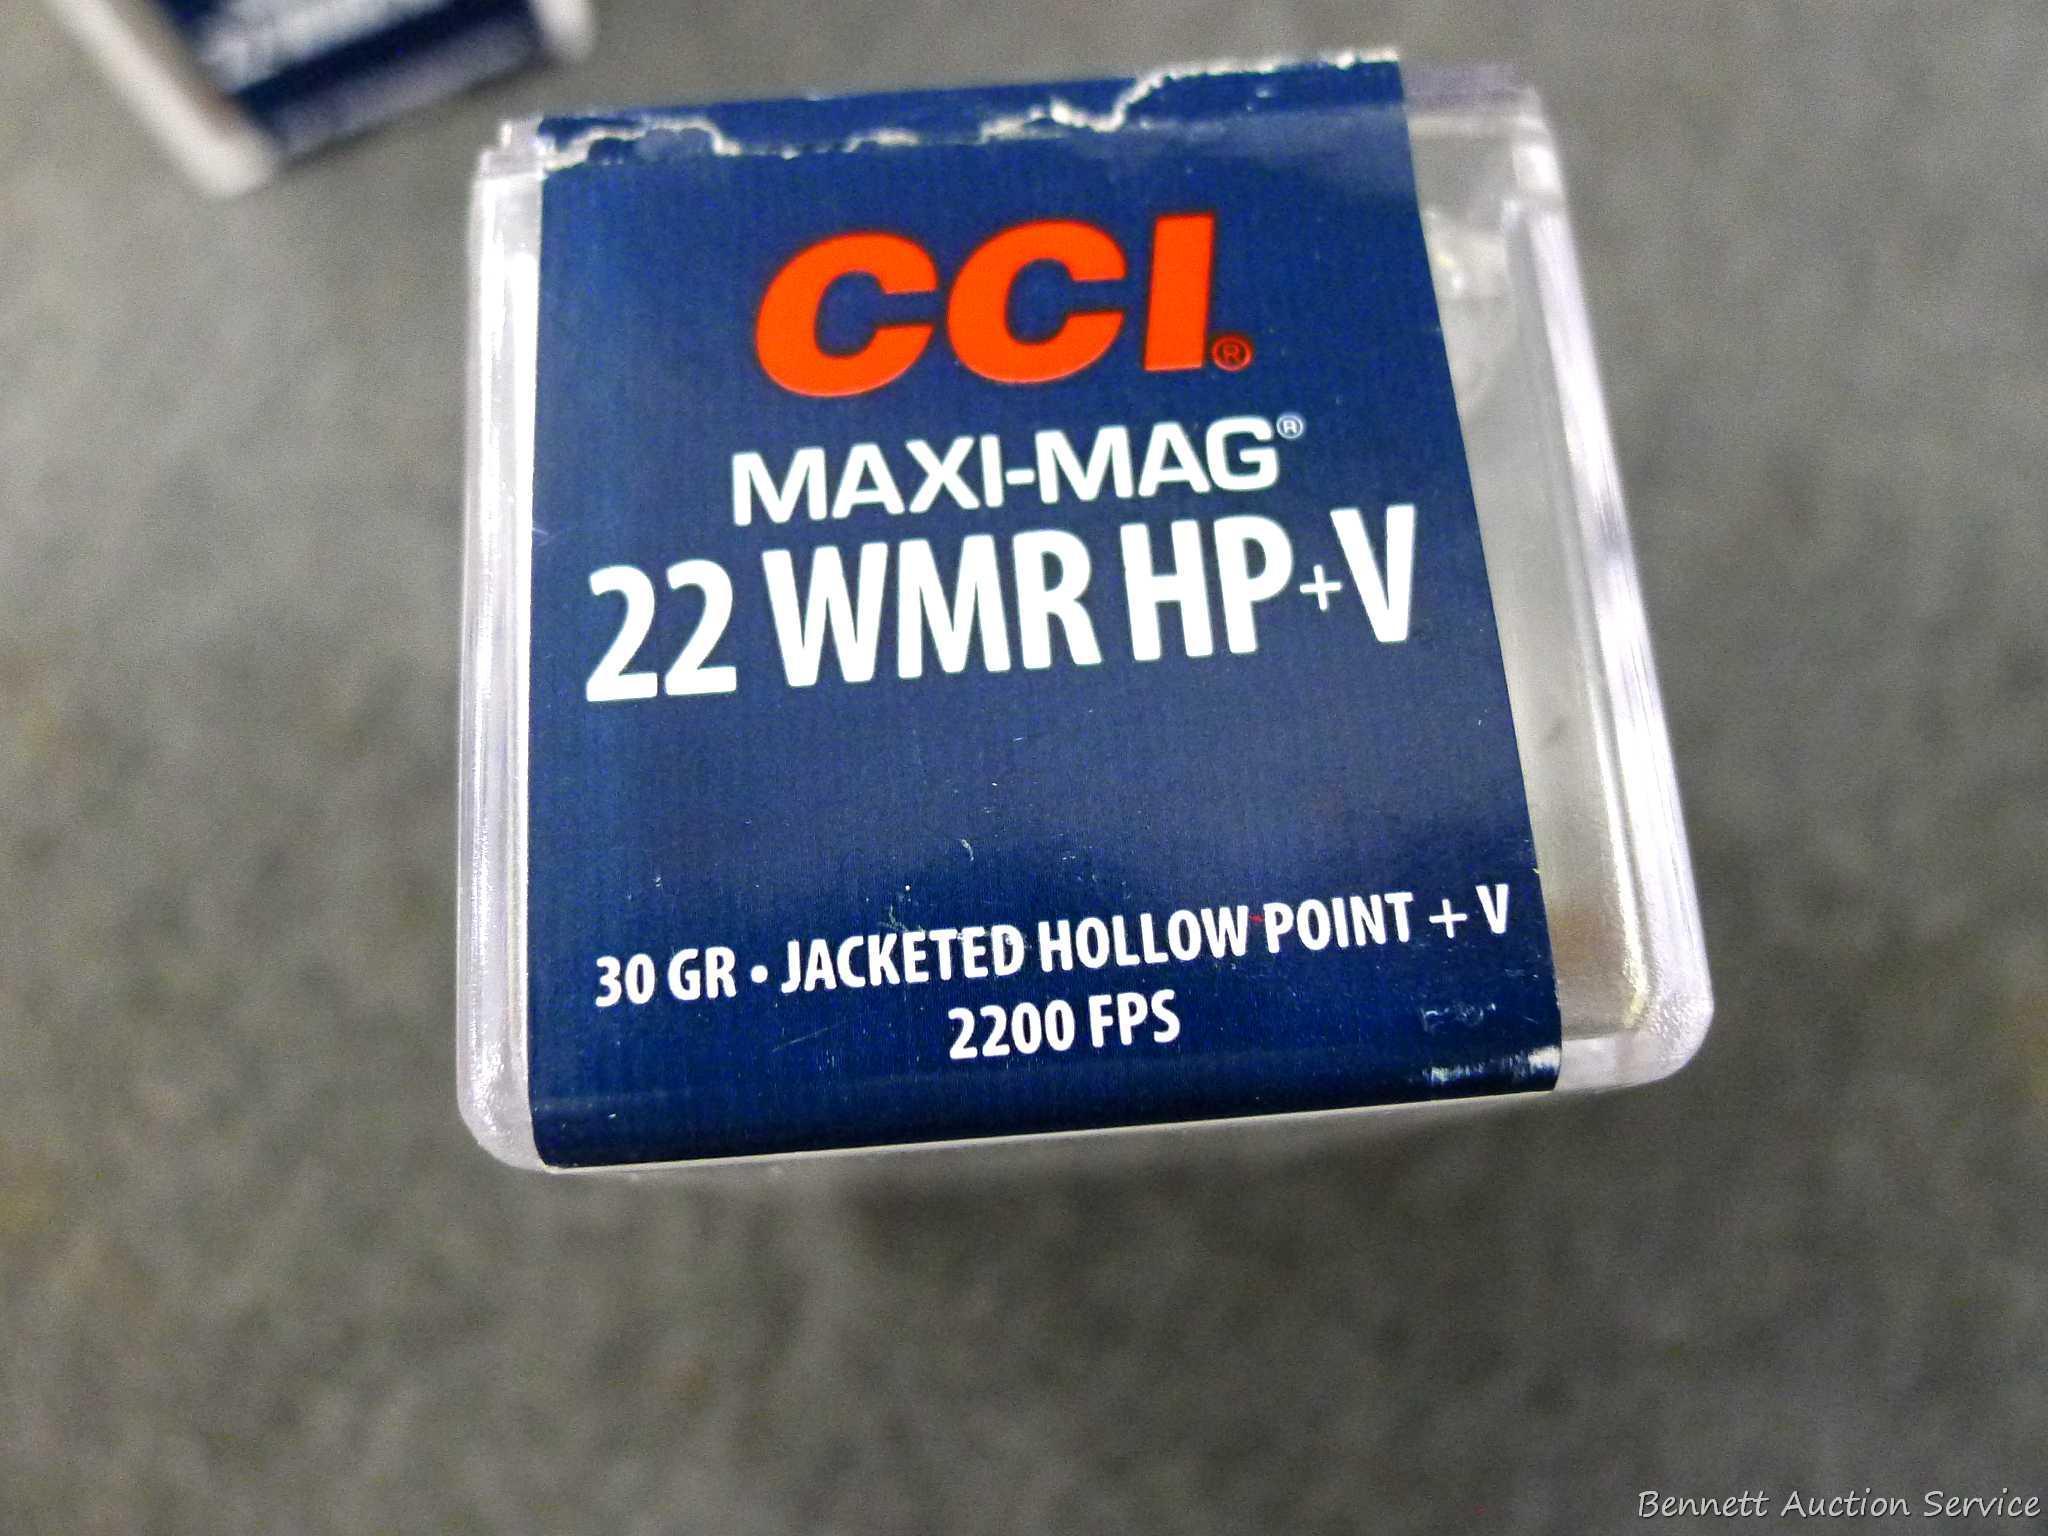 CCI®
MAXI-MAG®
22 WMR HP+V
30 GR • JACKETED HOLLOW POINT + V
2200 FPS
Bennett Auction Service